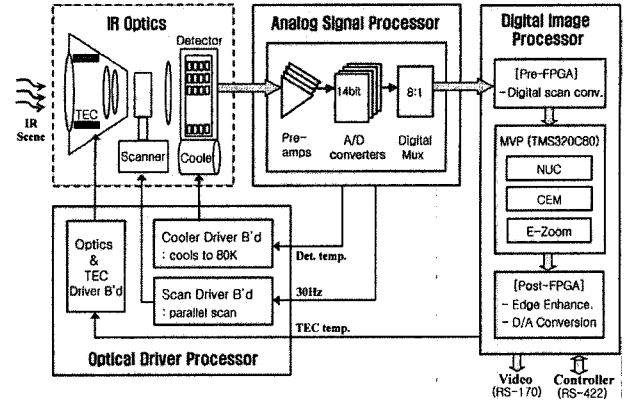 IR Optics
Analog Signal Processor
Digital Image
Processor
Detector
TEC
IR
Scene
Scanner
Coole
14bit
8:1
Pre-
amps
A/D
converters
Digital
Mux
[Pre-FPGA]
- Digital scan conv.
MVP (TMS320C80)
NUC
CEM
E-Zoom
[Post-FPGA]
- Edge Enhance.
- D/A Conversion
Optics
&
TEC
Driver B'd
Cooler Driver B'd
: cools to 80K
Scan Driver B'd
: parallel scan
Det. temp.
30Hz
TEC temp.
Optical Driver Processor
Video
(RS-170)
Controller
(RS-422)